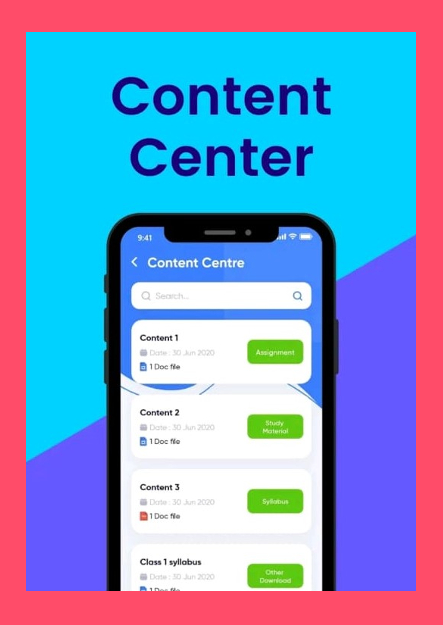 Content
Center
9:41
Content Centre
Search...
Content 1
Date : 30 Jun 2020
1 Doc file
Assignment
Content 2
Date : 30 Jun 2020
1 Doc file
Study
Material
Content 3
Date : 30 Jun 2020
1 Doc file
Syllabus
Class 1 syllabus
Date : 30 Jun 2020
1 Doc file
Other
Download